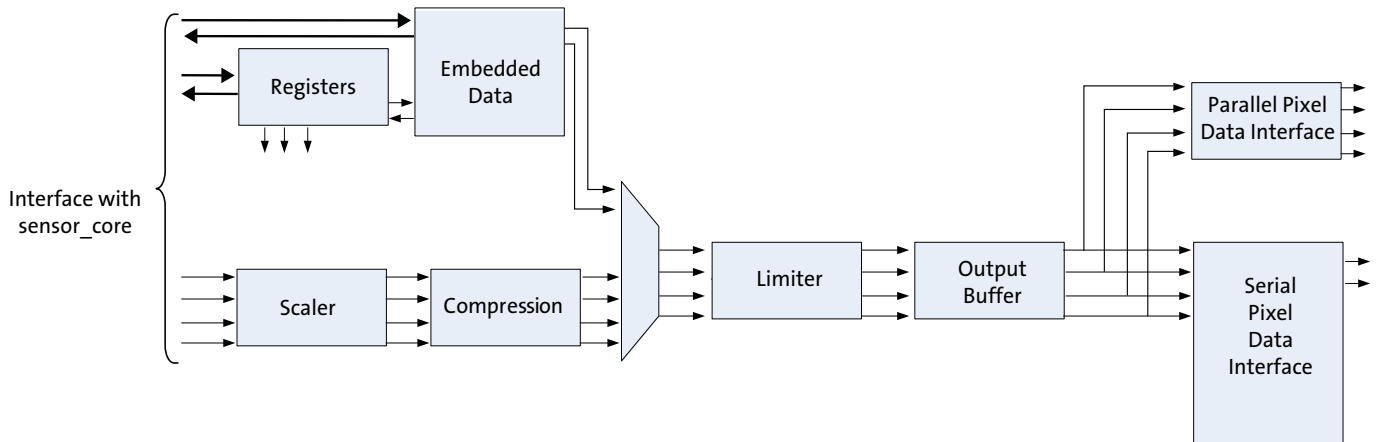 Embedded
Data
Registers
Parallel Pixel
Data Interface
Interface with
sensor_core
Scaler
Compression
Limiter
Output
Buffer
Serial
Pixel
Data
Interface